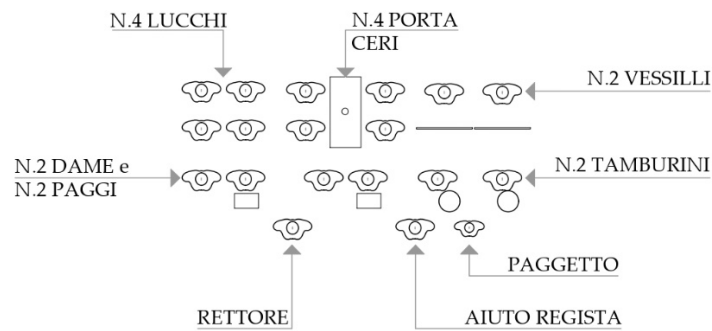 N.4 LUCCHI
N.4 PORTA
CERI
N.2 VESSILLI
N.2 DAME e
N.2 PAGGI
N.2 TAMBURINI
PAGGETTO
RETTORE
AIUTO REGISTA